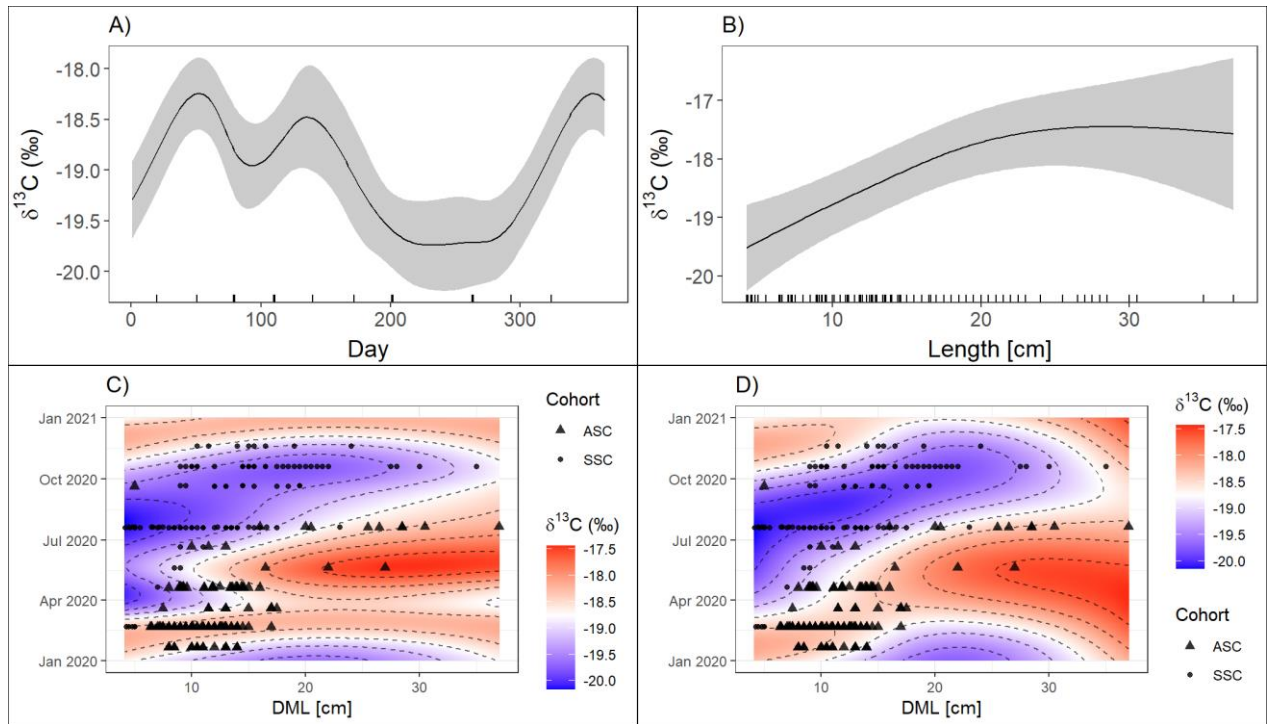 A)
δ¹³C (‰)
-18.0
-18.5
-19.0
-19.5
-20.0
0
100
200
300
Day
B)
δ¹³C (‰)
-17
-18
-19
-20
10
20
30
Length [cm]
C)
Jan 2021
Oct 2020
Jul 2020
Apr 2020
Jan 2020
10
20
30
DML [cm]
Cohort
ASC
SSC
δ¹³C (‰)
-17.5
-18.0
-18.5
-19.0
-19.5
-20.0
D)
Jan 2021
Oct 2020
Jul 2020
Apr 2020
Jan 2020
10
20
30
DML [cm]
δ¹³C (‰)
-17.5
-18.0
-18.5
-19.0
-19.5
-20.0
Cohort
ASC
SSC